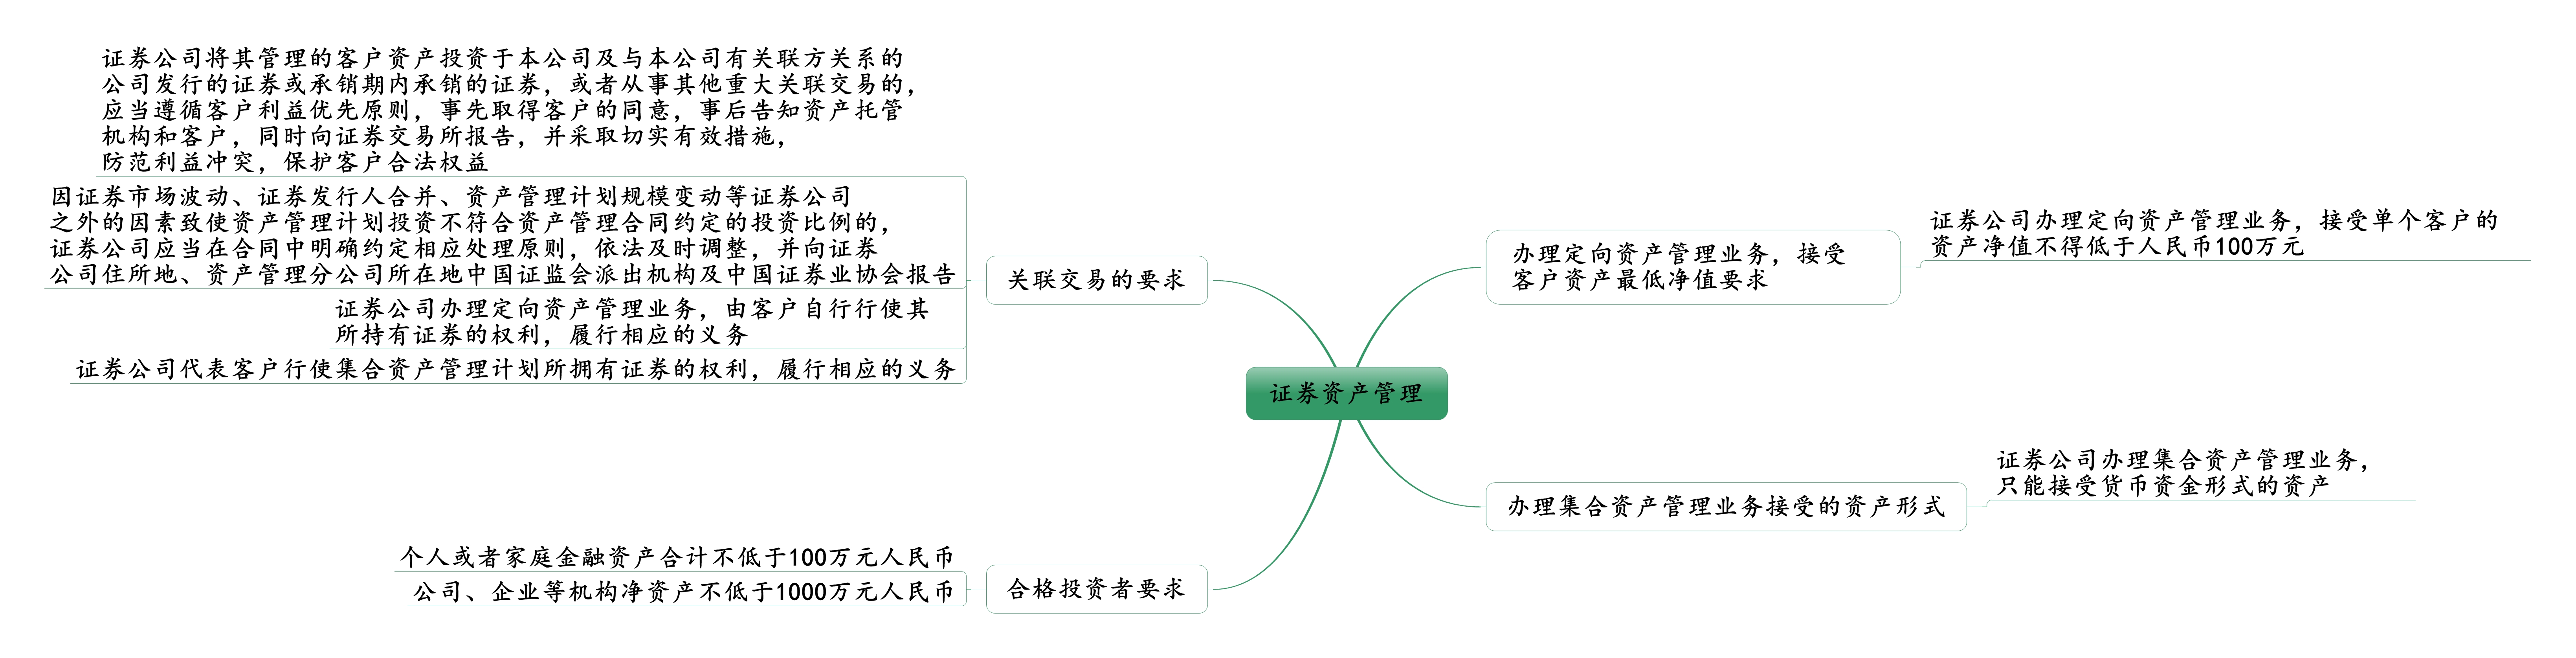 证券资产管理
办理定向资产管理业务，接受
客户资产最低净值要求
证券公司办理定向资产管理业务，接受单个客户的
资产净值不得低于人民币100万元
办理集合资产管理业务接受的资产形式
证券公司办理集合资产管理业务，
只能接受货币资金形式的资产
关联交易的要求
证券公司将其管理的客户资产投资于本公司及与本公司有关联方关系的
公司发行的证券或承销期内承销的证券，或者从事其他重大关联交易的，
应当遵循客户利益优先原则，事先取得客户的同意，事后告知资产托管
机构和客户，同时向证券交易所报告，并采取切实有效措施，
防范利益冲突，保护客户合法权益
因证券市场波动、证券发行人合并、资产管理计划规模变动等证券公司
之外的因素致使资产管理计划投资不符合资产管理合同约定的投资比例的，
证券公司应当在合同中明确约定相应处理原则，依法及时调整，并向证券
公司住所地、资产管理分公司所在地中国证监会派出机构及中国证券业协会报告
证券公司办理定向资产管理业务，由客户自行行使其
所持有证券的权利，履行相应的义务
证券公司代表客户行使集合资产管理计划所拥有证券的权利，履行相应的义务
合格投资者要求
个人或者家庭金融资产合计不低于100万元人民币
公司、企业等机构净资产不低于1000万元人民币